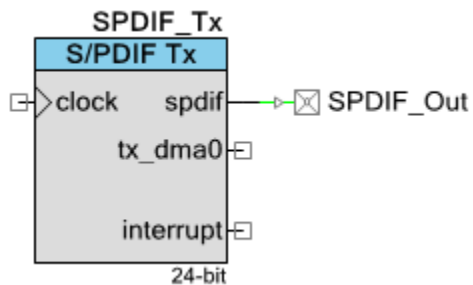 SPDIF_Tx
S/PDIF Tx
clock spdif SPDIF_Out
tx_dma0
interrupt
24-bit